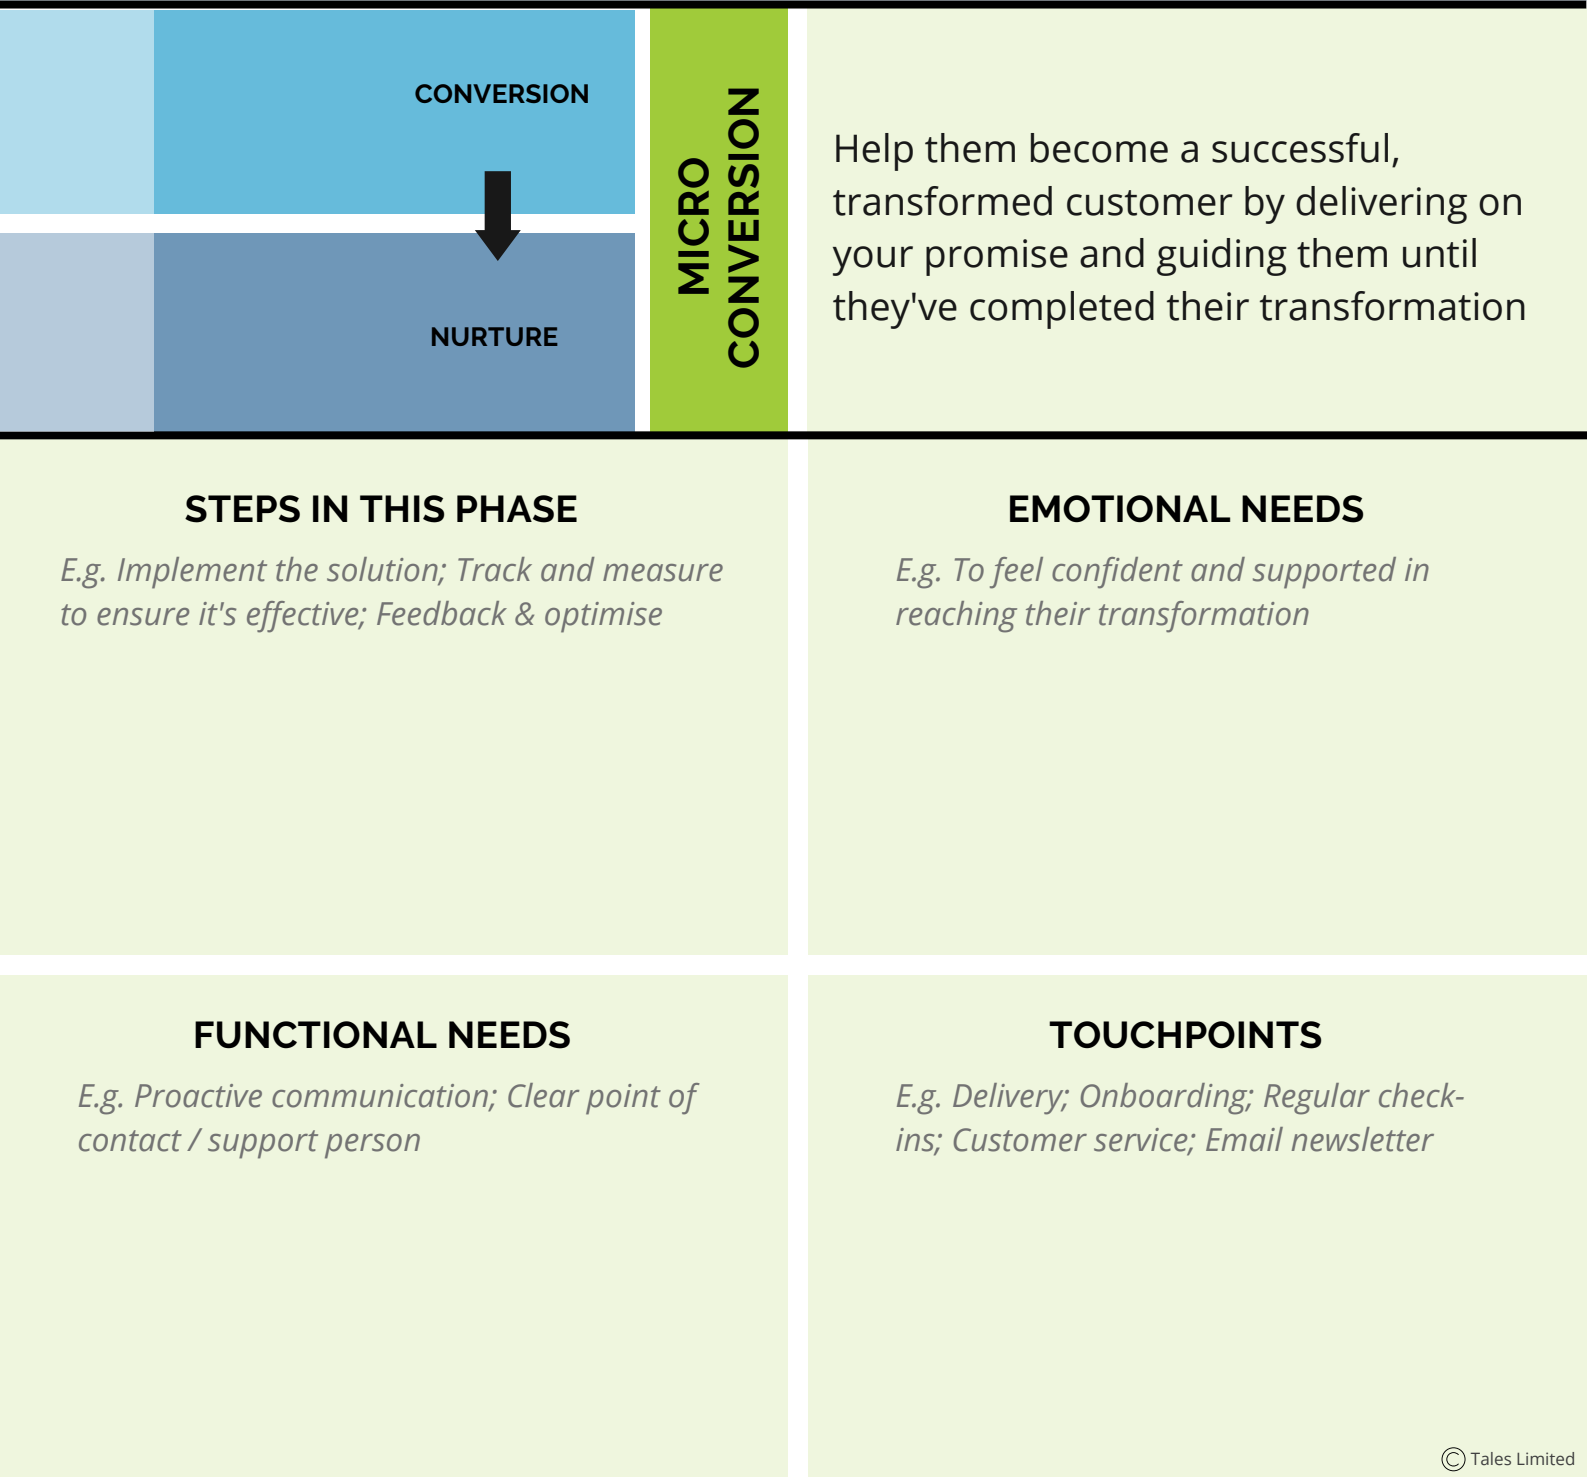 CONVERSION
NURTURE
MICRO
CONVERSION
Help them become a successful,
transformed customer by delivering on
your promise and guiding them until
they've completed their transformation
STEPS IN THIS PHASE
E.g. Implement the solution; Track and measure
to ensure it's effective; Feedback & optimise
EMOTIONAL NEEDS
E.g. To feel confident and supported in
reaching their transformation
FUNCTIONAL NEEDS
E.g. Proactive communication; Clear point of
contact / support person
TOUCHPOINTS
E.g. Delivery; Onboarding; Regular check-
ins; Customer service; Email newsletter
© Tales Limited